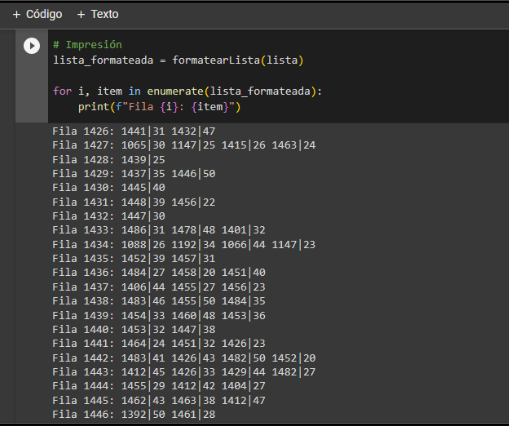 + Código + Texto
# Impresión
lista_formateada = formatearLista(lista)
for i, item in enumerate(lista_formateada):
    print(f"Fila {i}: {item}")
Fila 1426: 1441|31 1432|47
Fila 1427: 1065|30 1147|25 1415|26 1463|24
Fila 1428: 1439|25
Fila 1429: 1437|35 1446|50
Fila 1430: 1445|40
Fila 1431: 1448|39 1456|22
Fila 1432: 1447|30
Fila 1433: 1486|31 1478|48 1401|32
Fila 1434: 1088|26 1192|34 1066|44 1147|23
Fila 1435: 1452|39 1457|31
Fila 1436: 1484|27 1458|20 1451|40
Fila 1437: 1406|44 1455|27 1456|23
Fila 1438: 1483|46 1455|50 1484|35
Fila 1439: 1454|33 1460|48 1453|36
Fila 1440: 1453|32 1447|38
Fila 1441: 1464|24 1451|32 1426|23
Fila 1442: 1483|41 1426|43 1482|50 1452|20
Fila 1443: 1412|45 1426|33 1429|44 1482|27
Fila 1444: 1455|29 1412|42 1404|27
Fila 1445: 1462|43 1463|38 1412|47
Fila 1446: 1392|50 1461|28